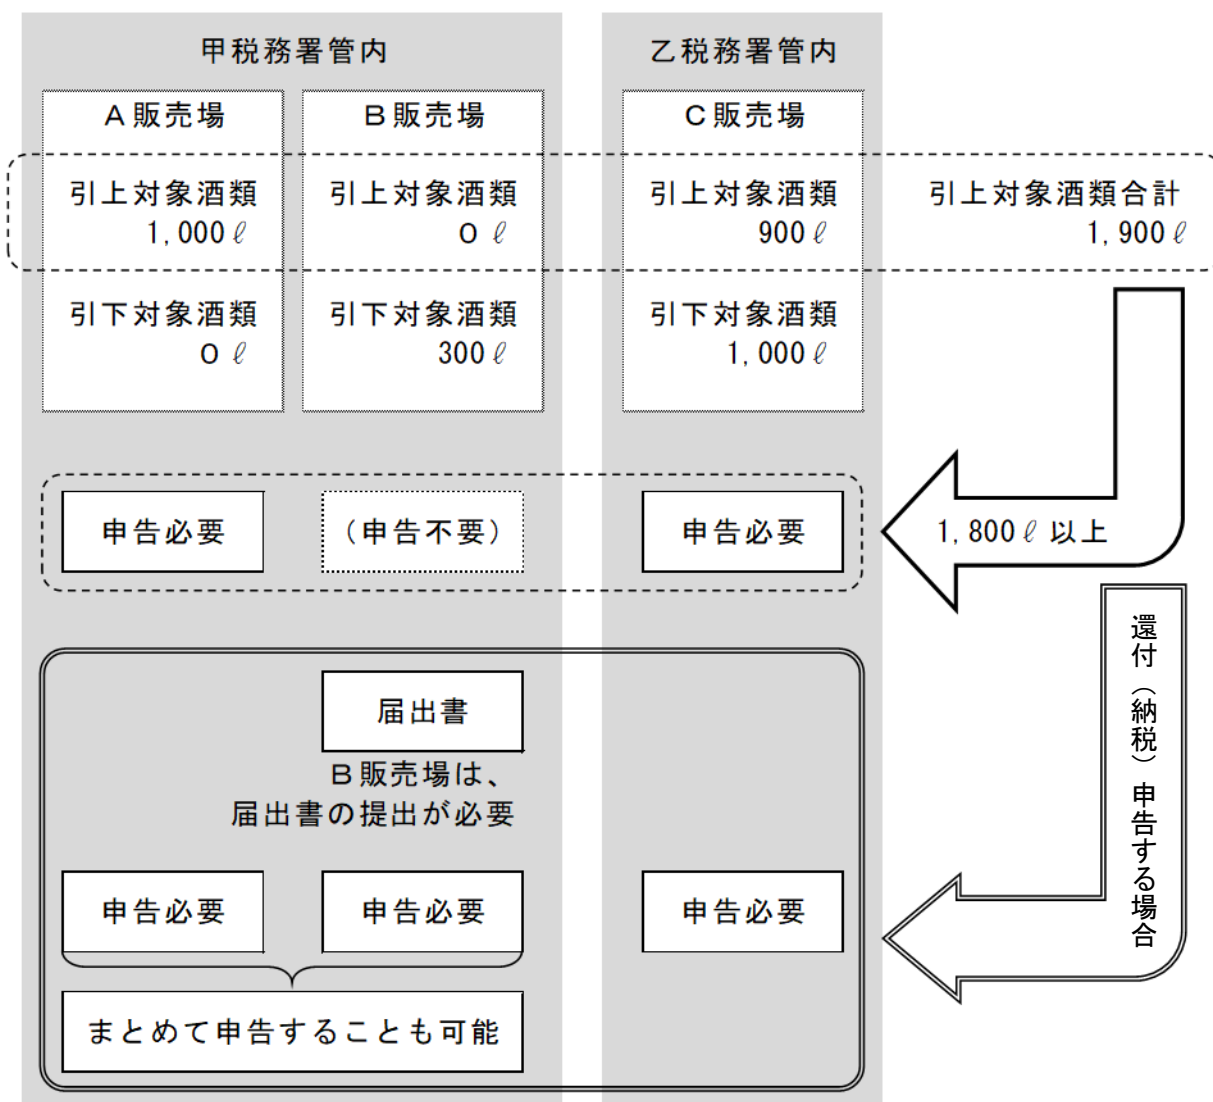 甲税務署管内
乙税務署管内
A販売場
B販売場
C販売場
引上対象酒類
1,000ℓ
引上対象酒類
0 ℓ
引上対象酒類
900ℓ
引上対象酒類合計
1,900ℓ
引下対象酒類
0 ℓ
引下対象酒類
300ℓ
引下対象酒類
1,000ℓ
申告必要
（申告不要）
申告必要
1,800ℓ 以上
還付（納税）申告する場合
届出書
B販売場は、
届出書の提出が必要
申告必要
申告必要
申告必要
まとめて申告することも可能